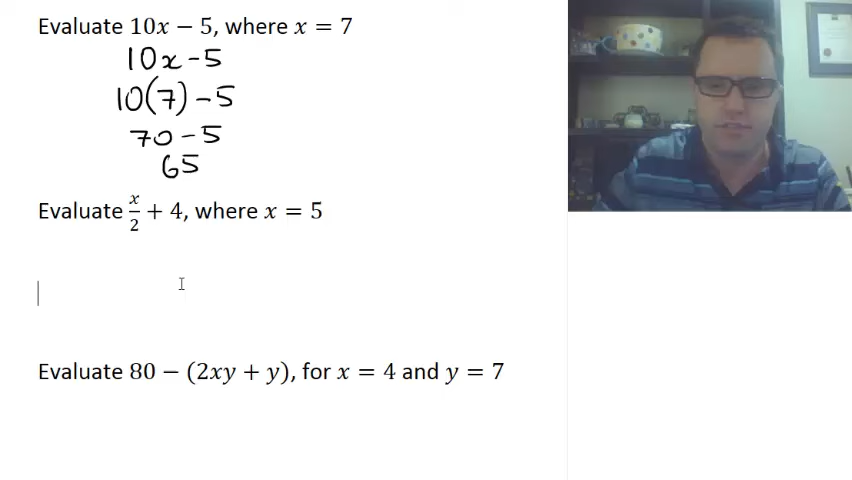 Evaluate 10x − 5, where x = 7
10x - 5
10(7) - 5
70 - 5
65
Evaluate x/2 + 4, where x = 5
Evaluate 80 − (2xy + y), for x = 4 and y = 7